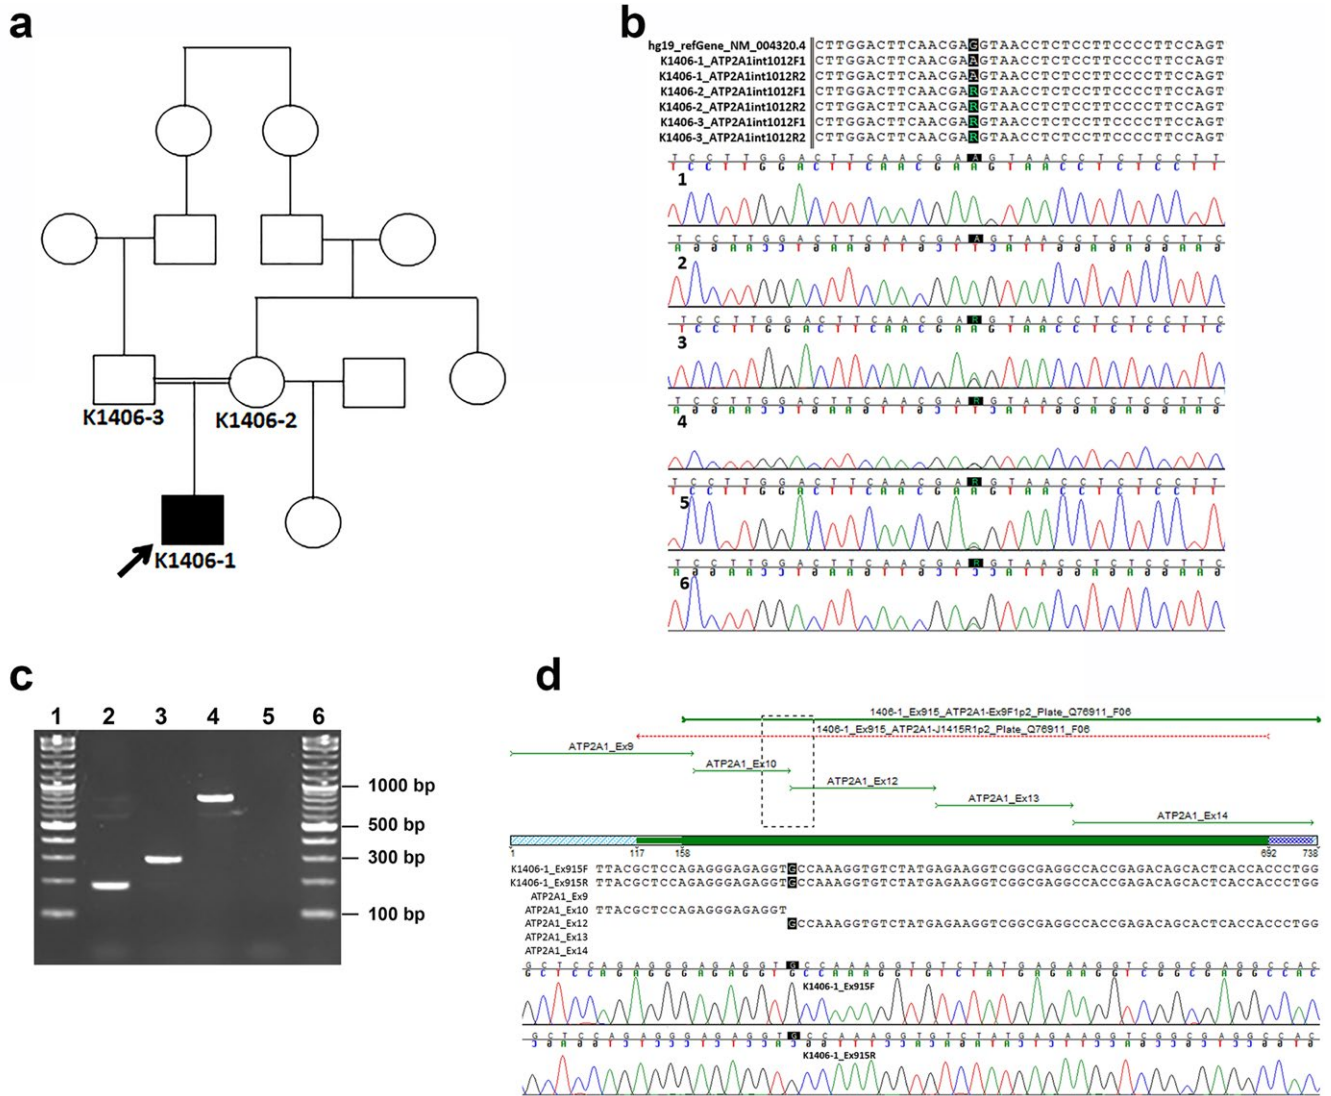 a
K1406-3
K1406-2
K1406-1
b
hg19_refGene_NM_004320.4 CTTGGACTTCAACGAGGTAACCTCTCCTTCCCCTTCCAGT
K1406-1_ATP2A1int1012F1 CTTGGACTTCAACGAAGTAACCTCTCCTTCCCCTTCCAGT
K1406-1_ATP2A1int1012R2 CTTGGACTTCAACGAAGTAACCTCTCCTTCCCCTTCCAGT
K1406-2_ATP2A1int1012F1 CTTGGACTTCAACGARGTAACCTCTCCTTCCCCTTCCAGT
K1406-2_ATP2A1int1012R2 CTTGGACTTCAACGARGTAACCTCTCCTTCCCCTTCCAGT
K1406-3_ATP2A1int1012F1 CTTGGACTTCAACGARGTAACCTCTCCTTCCCCTTCCAGT
K1406-3_ATP2A1int1012R2 CTTGGACTTCAACGARGTAACCTCTCCTTCCCCTTCCAGT
T C C T T G G A C T T C A A C G A A G T A A C C T C T C C T T
T C C T T G G A C T T C A A C G A A G T A A C C T C T C C T T
1
T C C T T G G A C T T C A A C G A A G T A A C C T C T C C T T C
2
T C C T T G G A C T T C A A C G A R G T A A C C T C T C C T T C
3
T C C T T G G A C T T C A A C G A R G T A A C C T C T C C T T C
4
T C C T T G G A C T T C A A C G A R G T A A C C T C T C C T T
5
T C C T T G G A C T T C A A C G A R G T A A C C T C T C C T T C
6
c
1 2 3 4 5 6
1000 bp
500 bp
300 bp
100 bp
d
1406-1_Ex915_ATP2A1-Ex9F1p2_Plate_Q76911_F06
1406-1_Ex915_ATP2A1-J1415R1p2_Plate_Q76911_F06
ATP2A1_Ex9
ATP2A1_Ex10
ATP2A1_Ex12
ATP2A1_Ex13
ATP2A1_Ex14
1 117 158 692 738
K1406-1_Ex915F TTACGCTCCAGAGGGAGAGGTGCCAAAGGTGTCTATGAGAAGGTCGGCGAGGCCACCGAGACAGCACTCACCACCCTGG
K1406-1_Ex915R TTACGCTCCAGAGGGAGAGGTGCCAAAGGTGTCTATGAGAAGGTCGGCGAGGCCACCGAGACAGCACTCACCACCCTGG
ATP2A1_Ex9
ATP2A1_Ex10 TTACGCTCCAGAGGGAGAGGT
ATP2A1_Ex12 GCCAAAGGTGTCTATGAGAAGGTCGGCGAGGCCACCGAGACAGCACTCACCACCCTGG
ATP2A1_Ex13
ATP2A1_Ex14
G C T C C A G A G G G A G A G G T G C C A A A G G T G T C T A T G A G A A G G T C G G C G A G G C C A C
K1406-1_Ex915F
K1406-1_Ex915R